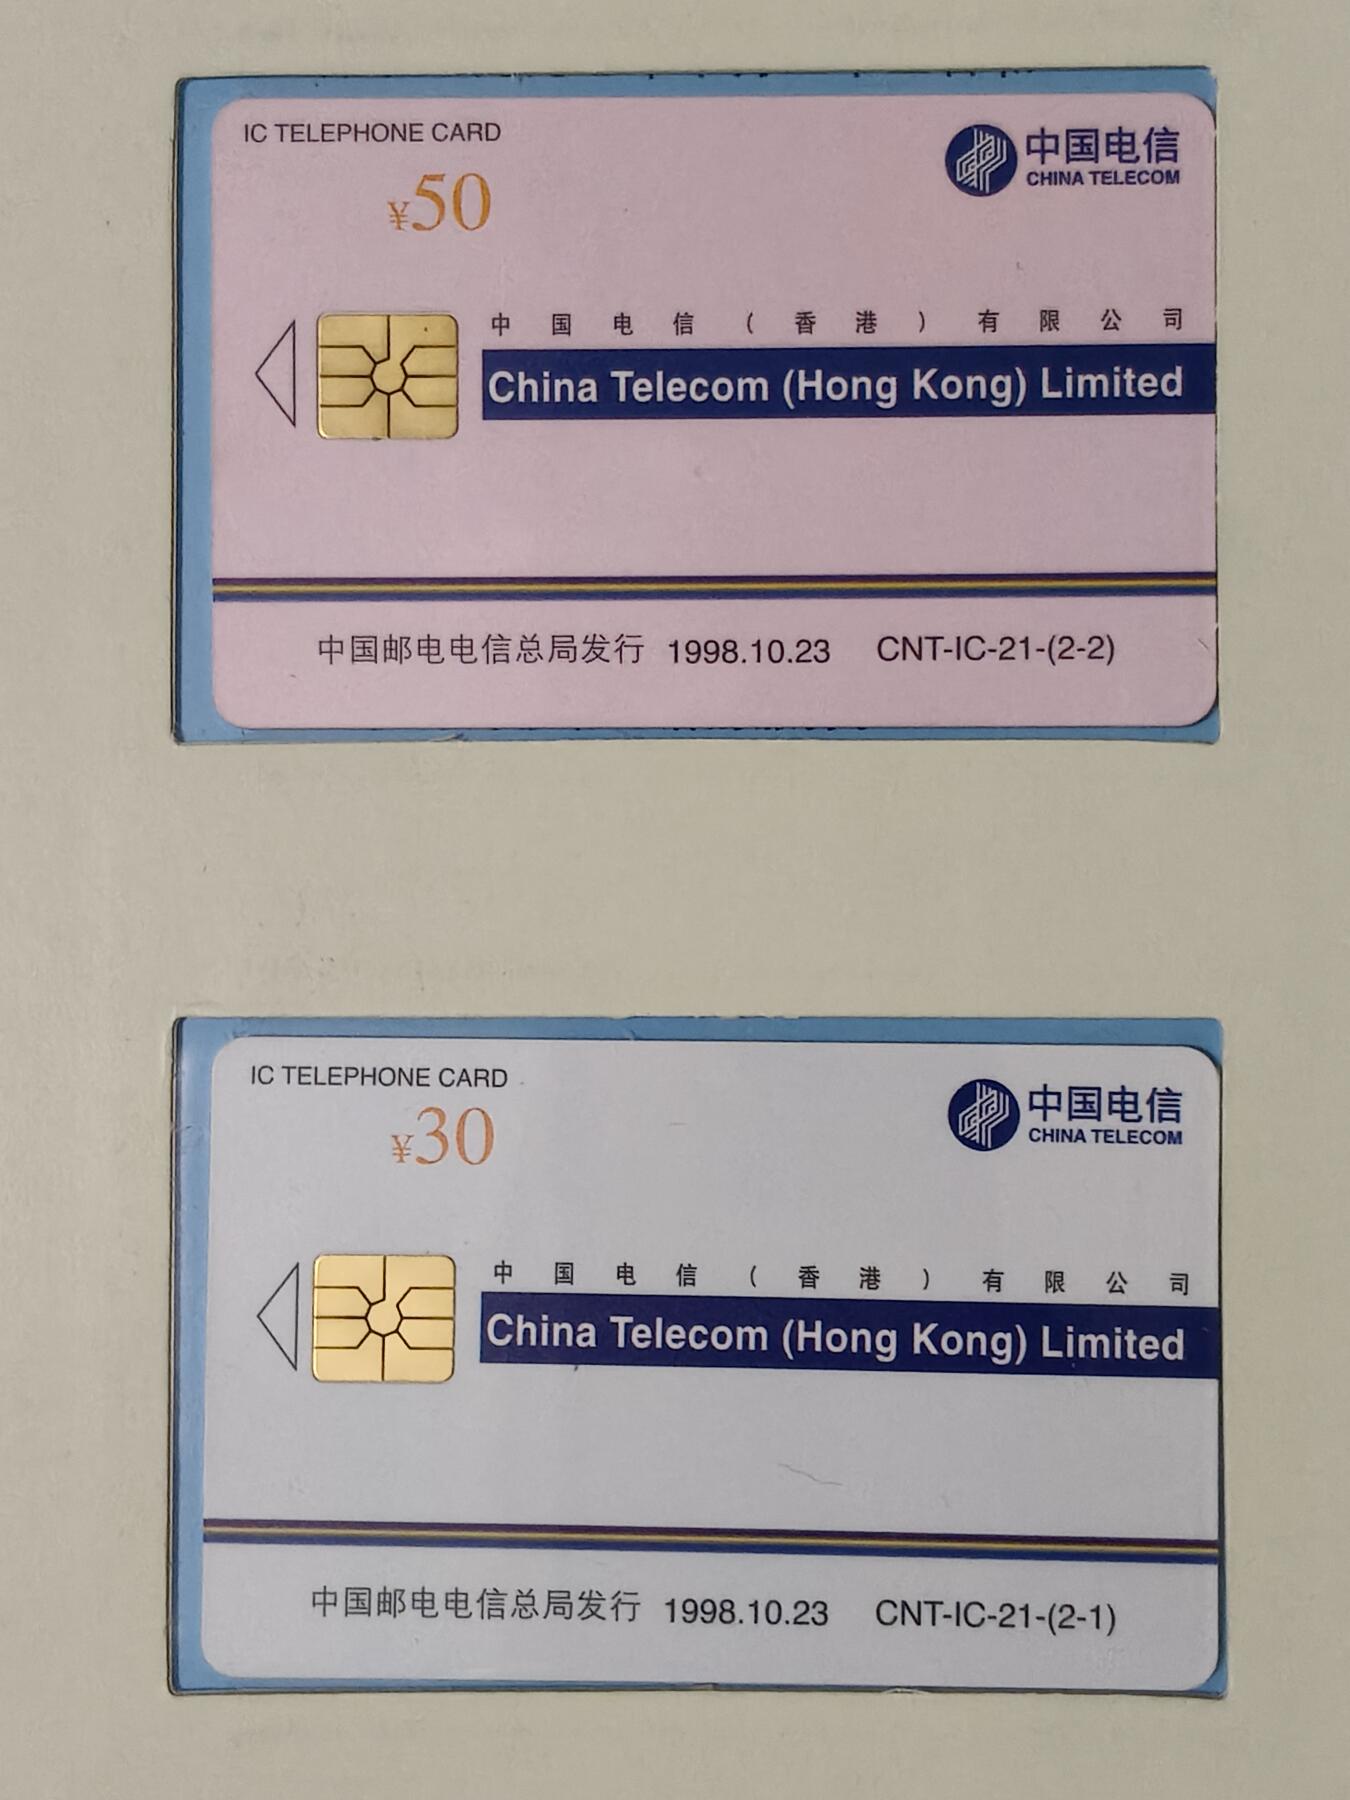 IC TELEPHONE CARD
¥50
中国电信
CHINA TELECOM
中国电信(香港)有限公司
China Telecom (Hong Kong) Limited
中国邮电电信总局发行 1998.10.23 CNT-IC-21-(2-2)
IC TELEPHONE CARD
¥30
中国电信
CHINA TELECOM
中国电信(香港)有限公司
China Telecom (Hong Kong) Limited
中国邮电电信总局发行 1998.10.23 CNT-IC-21-(2-1)